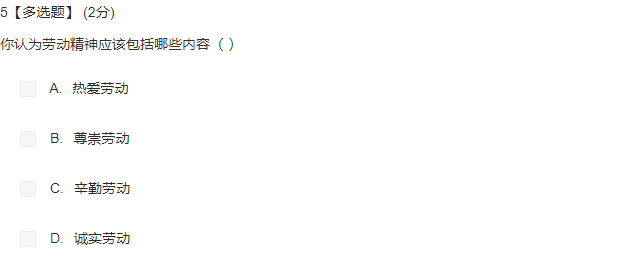 5【多选题】 (2分)
你认为劳动精神应该包括哪些内容（ ）
A. 热爱劳动
B. 尊崇劳动
C. 辛勤劳动
D. 诚实劳动